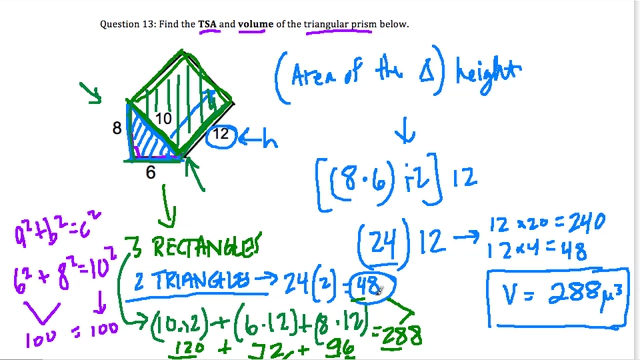 Question 13: Find the TSA and volume of the triangular prism below.
(Area of the Δ) height
8
10
12
← h
6
[(8·6) ÷2] 12
(24) 12 → 12 × 20 = 240
12 × 4 = 48
V = 288 μ³
a² + b² = c²
6² + 8² = 10²
100 = 100
3 RECTANGLES
2 TRIANGLES → 24(2) = 48
→ (10·12) + (6·12) + (8·12) = 288
120 + 72 + 96